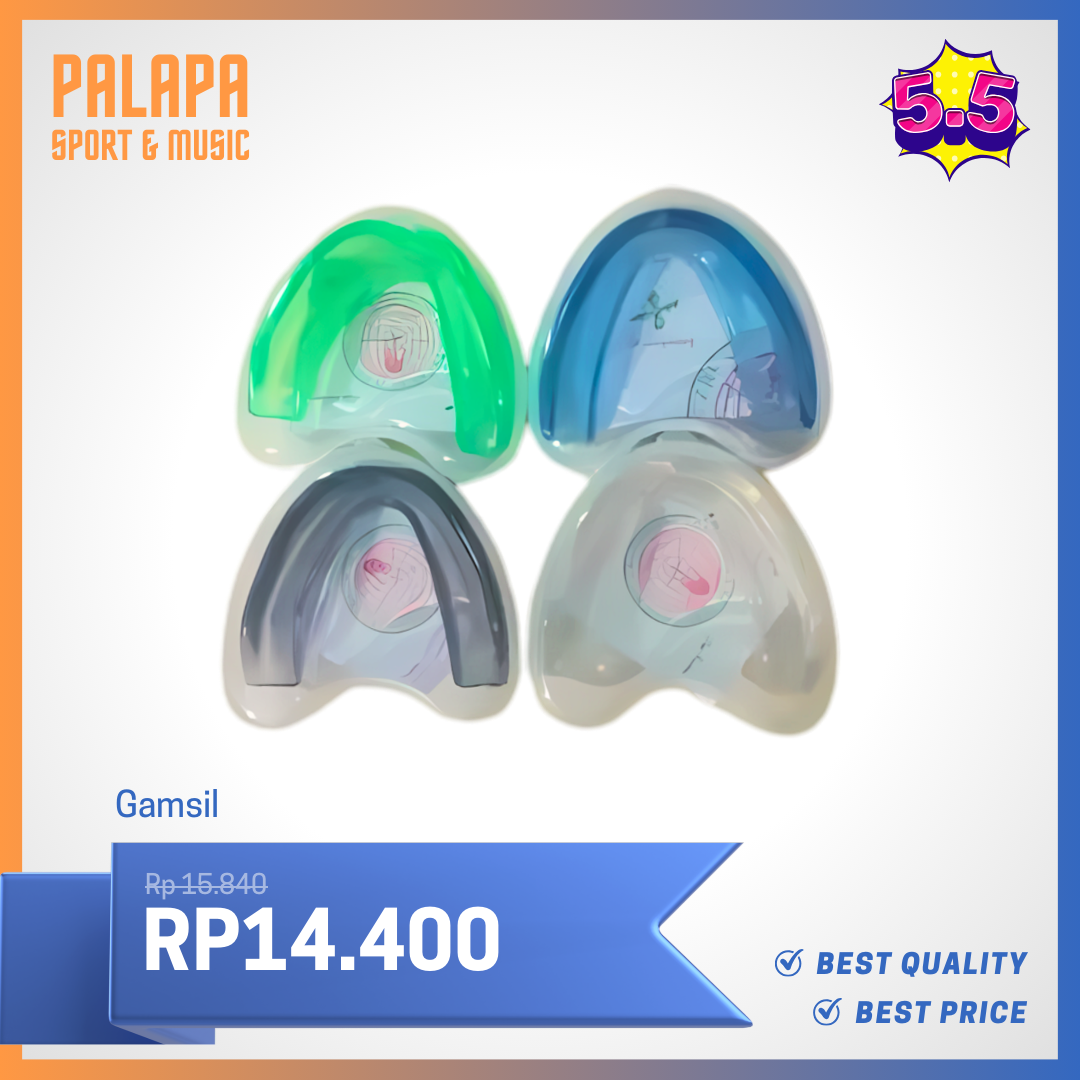 PALAPA
SPORT & MUSIC
5.5
Gamsil
Rp 15.840
RP14.400
BEST QUALITY
BEST PRICE